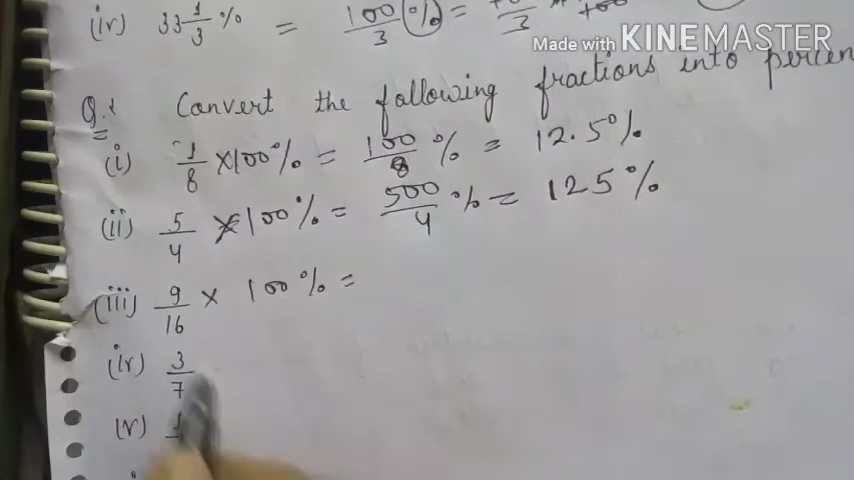 (iv) 33 1/3 % = 100/3 % =
Made with KINEMASTER
Q.1 Convert the following fractions into percen
(i) 1/8 ×100% = 100/8 % = 12.5%
(ii) 5/4 ×100% = 500/4 % = 125%
(iii) 9/16 × 100% =
(iv) 3/7
(v) 1